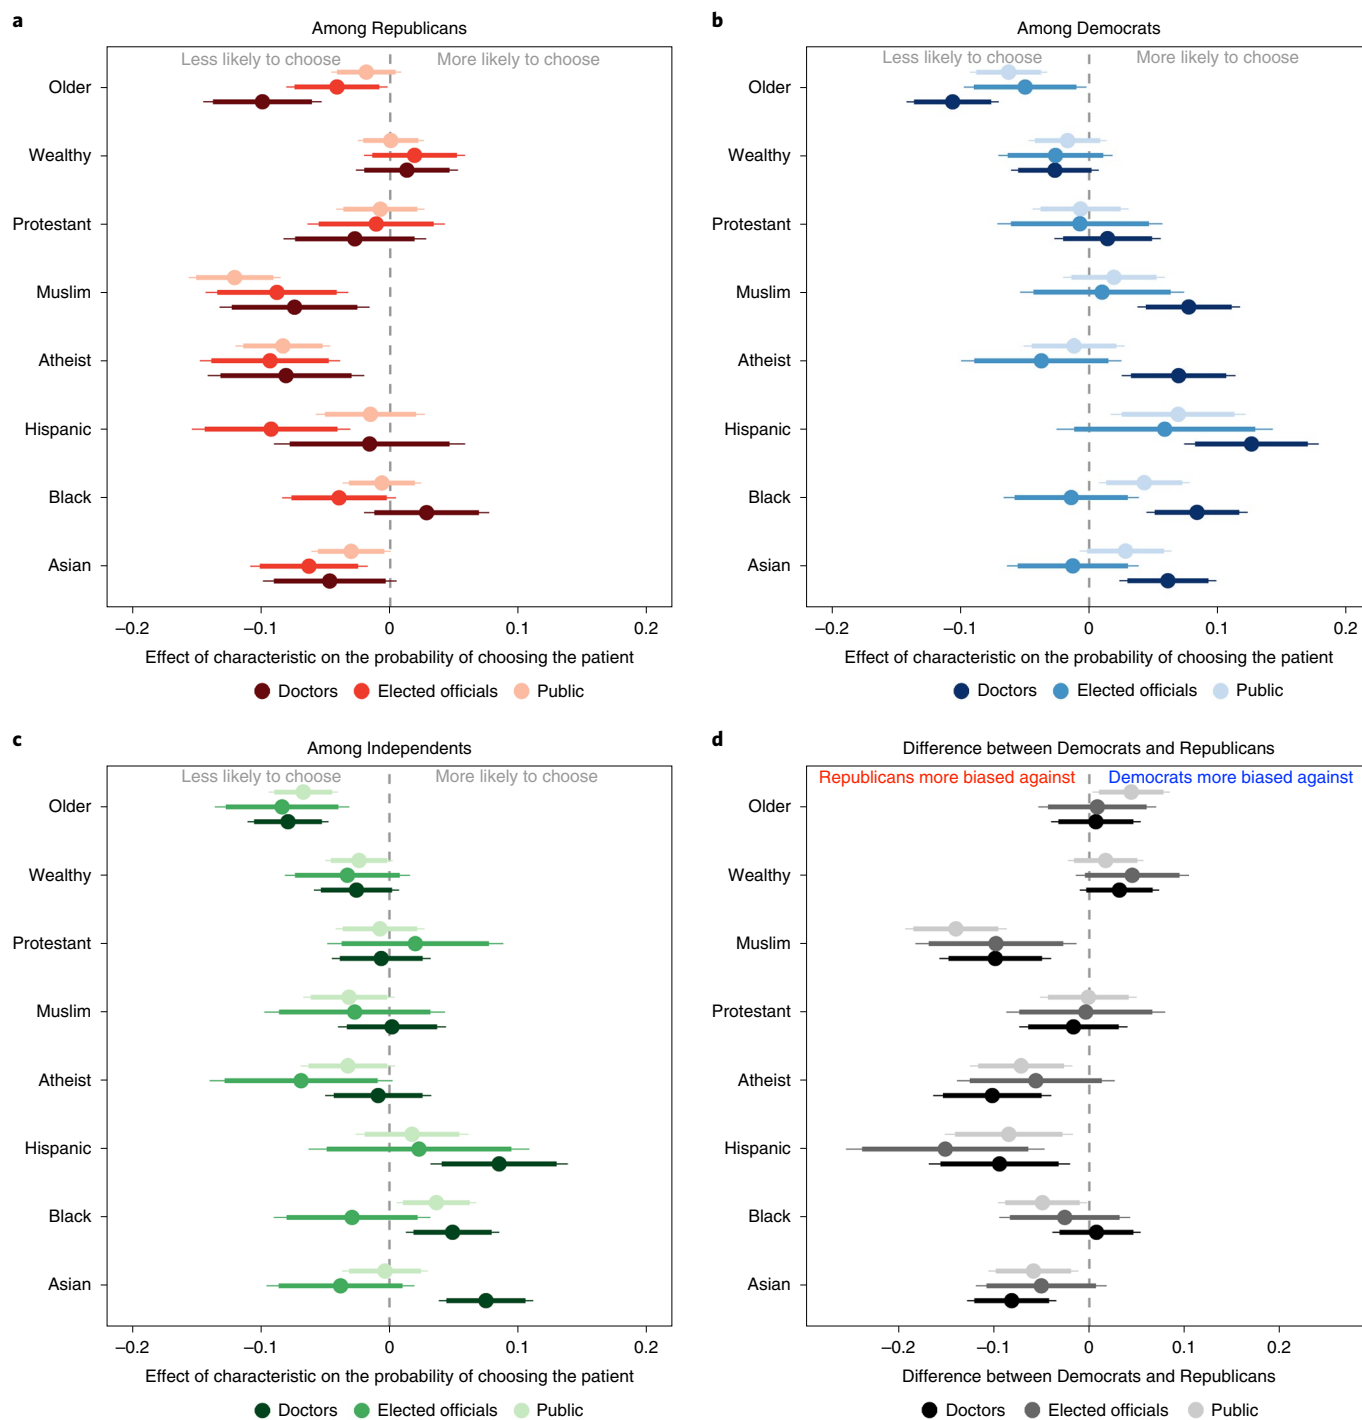 a
Among Republicans
Less likely to choose
More likely to choose
Older
Wealthy
Protestant
Muslim
Atheist
Hispanic
Black
Asian
–0.2
–0.1
0
0.1
0.2
Effect of characteristic on the probability of choosing the patient
Doctors
Elected officials
Public
b
Among Democrats
Less likely to choose
More likely to choose
Older
Wealthy
Protestant
Muslim
Atheist
Hispanic
Black
Asian
–0.2
–0.1
0
0.1
0.2
Effect of characteristic on the probability of choosing the patient
Doctors
Elected officials
Public
c
Among Independents
Less likely to choose
More likely to choose
Older
Wealthy
Protestant
Muslim
Atheist
Hispanic
Black
Asian
–0.2
–0.1
0
0.1
0.2
Effect of characteristic on the probability of choosing the patient
Doctors
Elected officials
Public
d
Difference between Democrats and Republicans
Republicans more biased against
Democrats more biased against
Older
Wealthy
Muslim
Protestant
Atheist
Hispanic
Black
Asian
–0.2
–0.1
0
0.1
0.2
Difference between Democrats and Republicans
Doctors
Elected officials
Public